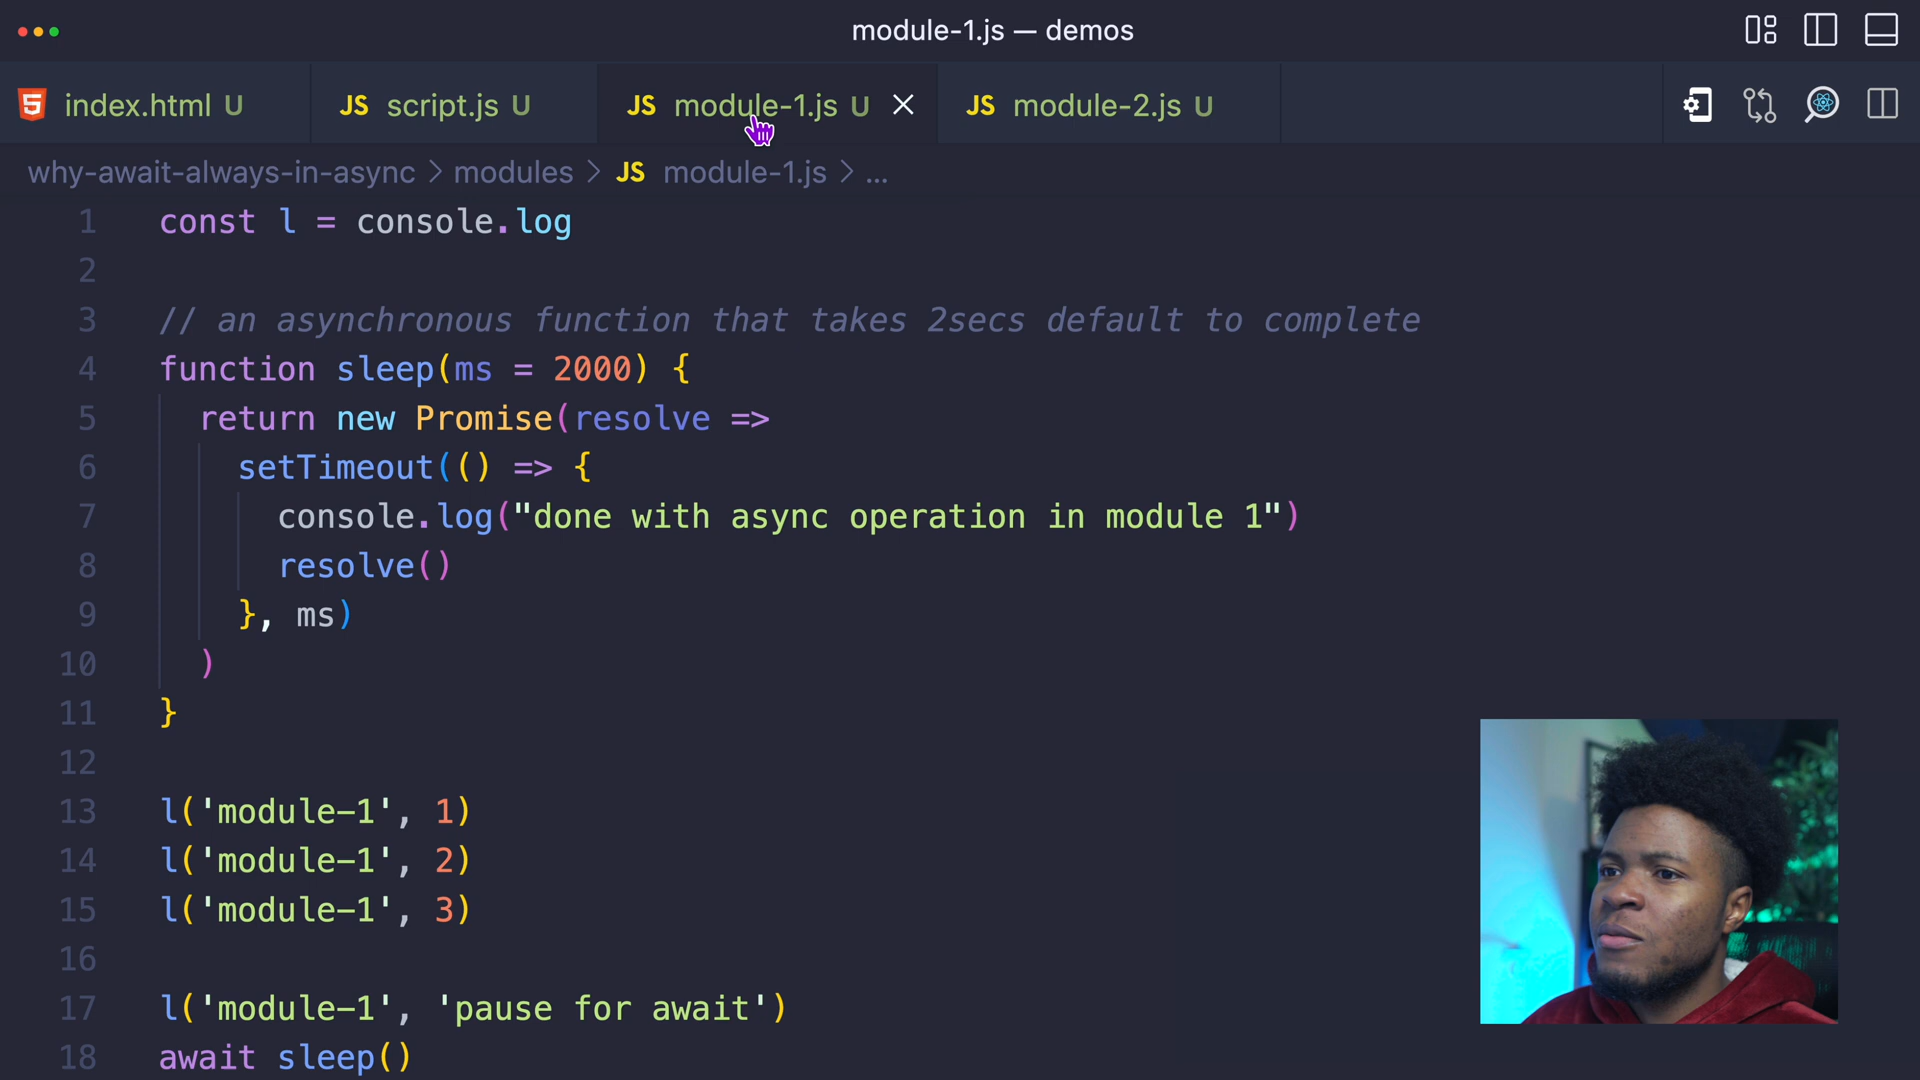 module-1.js — demos
index.html U
JS script.js U
JS module-1.js U
JS module-2.js U
why-await-always-in-async > modules > JS module-1.js > ...
1 const l = console.log
2
3 // an asynchronous function that takes 2secs default to complete
4 function sleep(ms = 2000) {
5 return new Promise(resolve =>
6 setTimeout(() => {
7 console.log("done with async operation in module 1")
8 resolve()
9 }, ms)
10 )
11 }
12
13 l('module-1', 1)
14 l('module-1', 2)
15 l('module-1', 3)
16
17 l('module-1', 'pause for await')
18 await sleep()